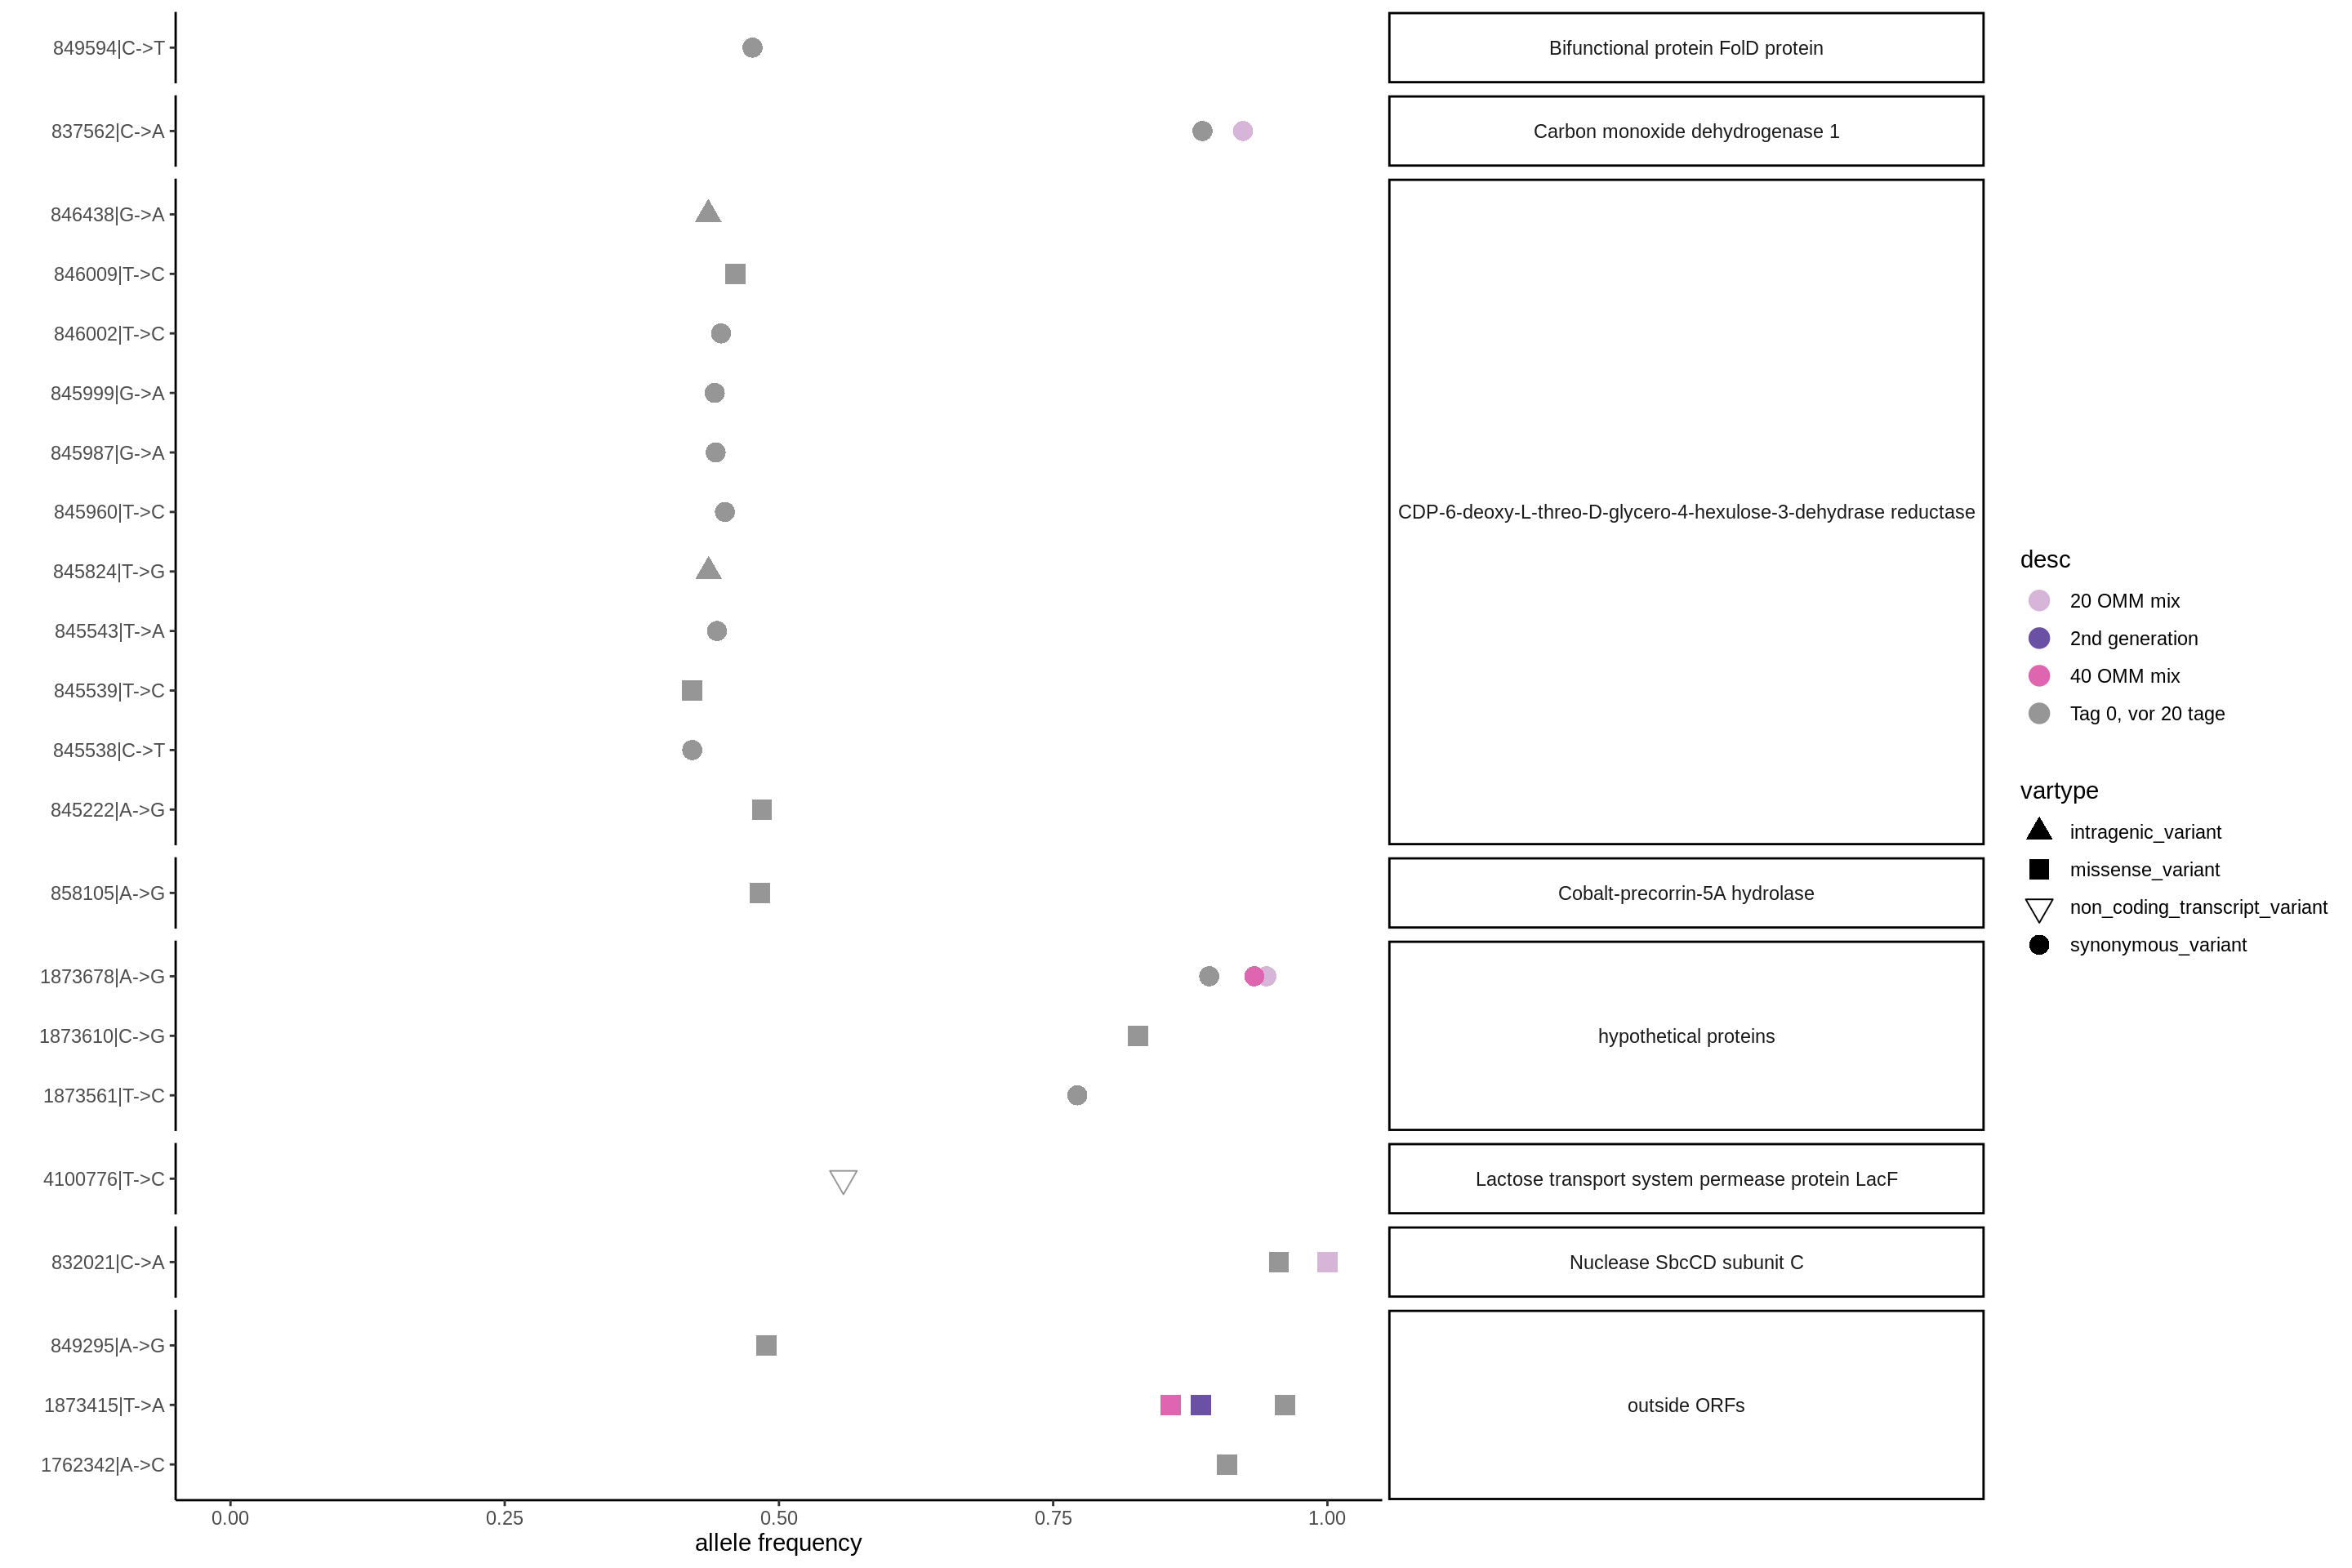 849594|C->T
Bifunctional protein FolD protein
837562|C->A
Carbon monoxide dehydrogenase 1
846438|G->A
846009|T->C
846002|T->C
845999|G->A
845987|G->A
845960|T->C
845824|T->G
845543|T->A
845539|T->C
845538|C->T
845222|A->G
CDP-6-deoxy-L-threo-D-glycero-4-hexulose-3-dehydrase reductase
858105|A->G
Cobalt-precorrin-5A hydrolase
1873678|A->G
1873610|C->G
1873561|T->C
hypothetical proteins
4100776|T->C
Lactose transport system permease protein LacF
832021|C->A
Nuclease SbcCD subunit C
849295|A->G
1873415|T->A
1762342|A->C
outside ORFs
0.00 0.25 0.50 0.75 1.00
allele frequency
desc
20 OMM mix
2nd generation
40 OMM mix
Tag 0, vor 20 tage
vartype
intragenic_variant
missense_variant
non_coding_transcript_variant
synonymous_variant